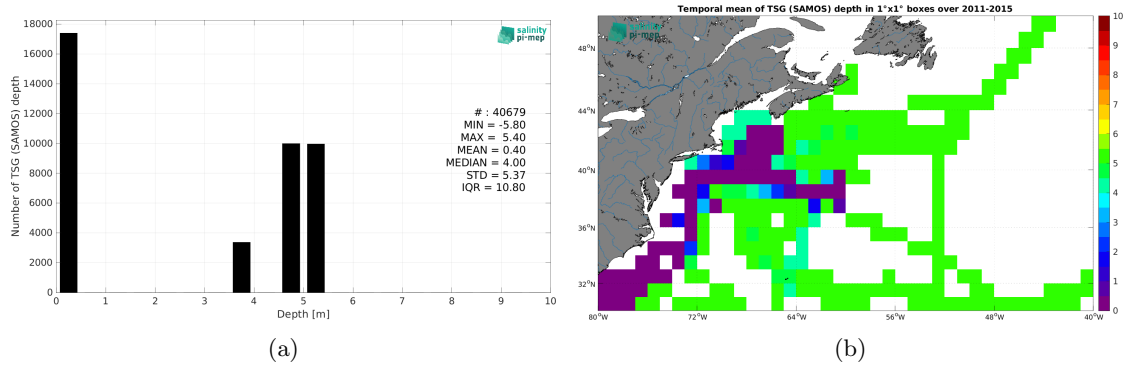 salinity
pi-mep
18000
16000
14000
12000
10000
8000
6000
4000
2000
0
Number of TSG (SAMOS) depth
# : 40679
MIN = -5.80
MAX = 5.40
MEAN = 0.40
MEDIAN = 4.00
STD = 5.37
IQR = 10.80
0 1 2 3 4 5 6 7 8 9 10
Depth [m]
(a)
Temporal mean of TSG (SAMOS) depth in 1°x1° boxes over 2011-2015
salinity
pi-mep
48°N
44°N
40°N
36°N
32°N
80°W 72°W 64°W 56°W 48°W 40°W
10
9
8
7
6
5
4
3
2
1
0
(b)